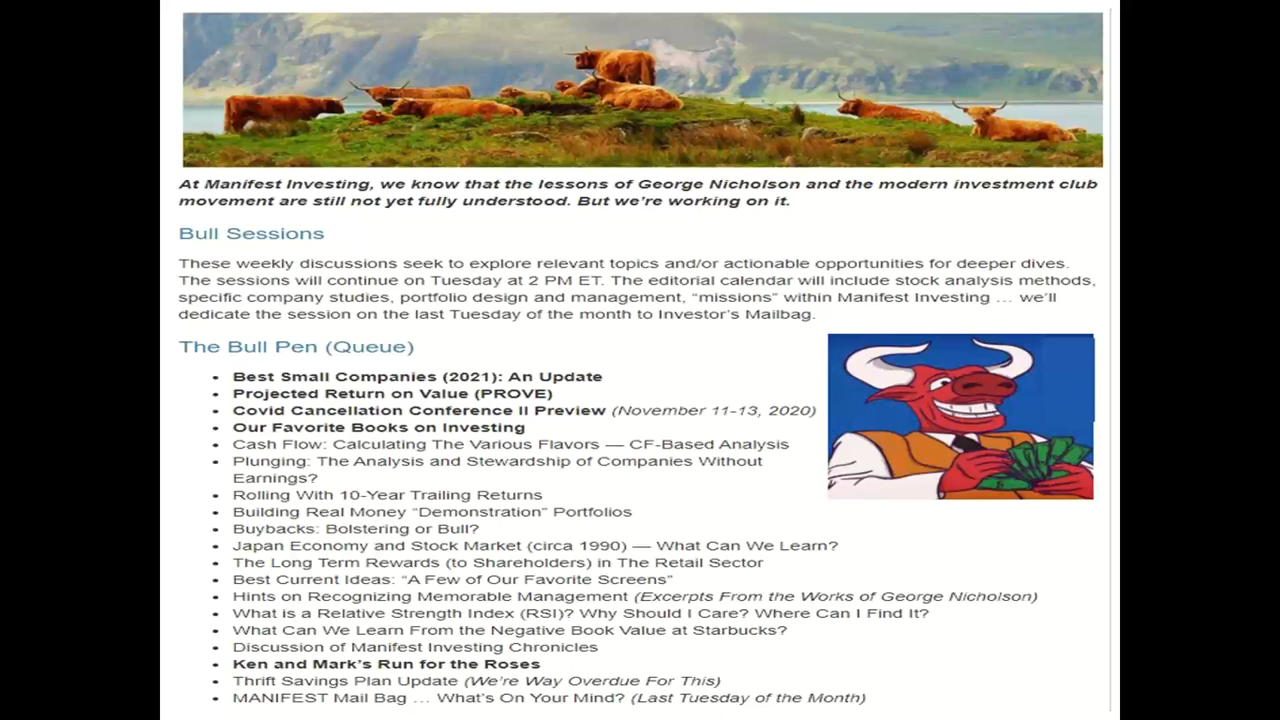 At Manifest Investing, we know that the lessons of George Nicholson and the modern investment club
movement are still not yet fully understood. But we're working on it.
Bull Sessions
These weekly discussions seek to explore relevant topics and/or actionable opportunities for deeper dives.
The sessions will continue on Tuesday at 2 PM ET. The editorial calendar will include stock analysis methods,
specific company studies, portfolio design and management, “missions” within Manifest Investing … we'll
dedicate the session on the last Tuesday of the month to Investor's Mailbag.
The Bull Pen (Queue)
• Best Small Companies (2021): An Update
• Projected Return on Value (PROVE)
• Covid Cancellation Conference II Preview (November 11-13, 2020)
• Our Favorite Books on Investing
• Cash Flow: Calculating The Various Flavors — CF-Based Analysis
• Plunging: The Analysis and Stewardship of Companies Without
Earnings?
• Rolling With 10-Year Trailing Returns
• Building Real Money “Demonstration” Portfolios
• Buybacks: Bolstering or Bull?
• Japan Economy and Stock Market (circa 1990) — What Can We Learn?
• The Long Term Rewards (to Shareholders) in The Retail Sector
• Best Current Ideas: “A Few of Our Favorite Screens”
• Hints on Recognizing Memorable Management (Excerpts From the Works of George Nicholson)
• What is a Relative Strength Index (RSI)? Why Should I Care? Where Can I Find It?
• What Can We Learn From the Negative Book Value at Starbucks?
• Discussion of Manifest Investing Chronicles
• Ken and Mark's Run for the Roses
• Thrift Savings Plan Update (We're Way Overdue For This)
• MANIFEST Mail Bag … What's On Your Mind? (Last Tuesday of the Month)